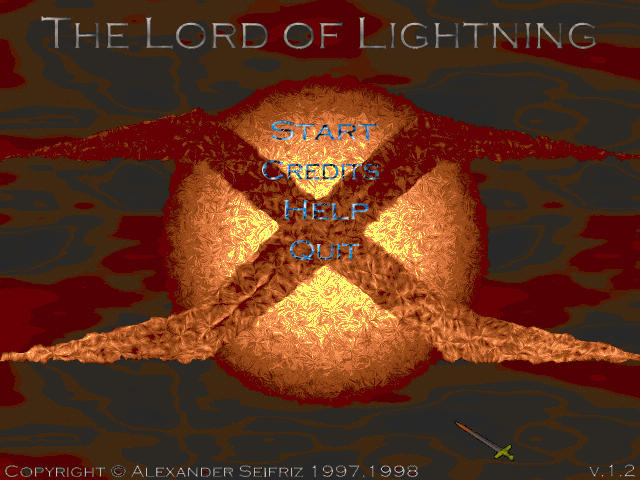 The Lord of Lightning
Start
Credits
Help
Quit
Copyright © Alexander Seifriz 1997,1998
v.1.2